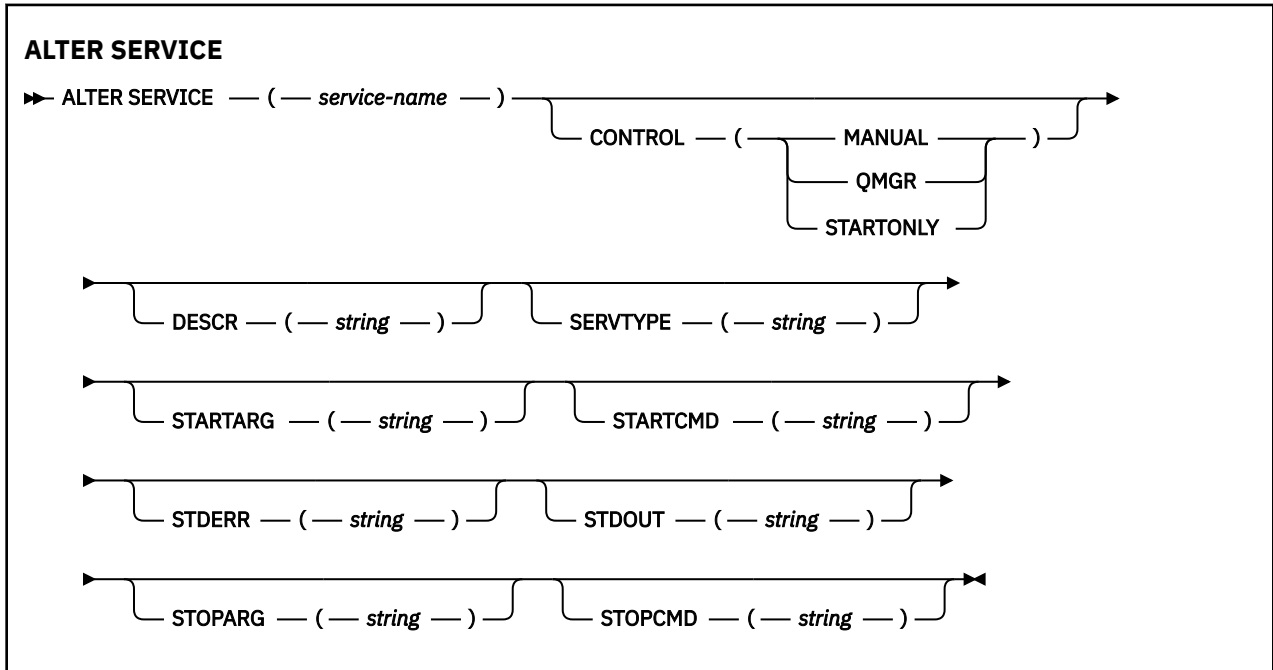 ALTER SERVICE
ALTER SERVICE ( service-name )
CONTROL ( MANUAL )
QMGR
STARTONLY
DESCR ( string ) SERVTYPE ( string )
STARTARG ( string ) STARTCMD ( string )
STDERR ( string ) STDOUT ( string )
STOPARG ( string ) STOPCMD ( string )